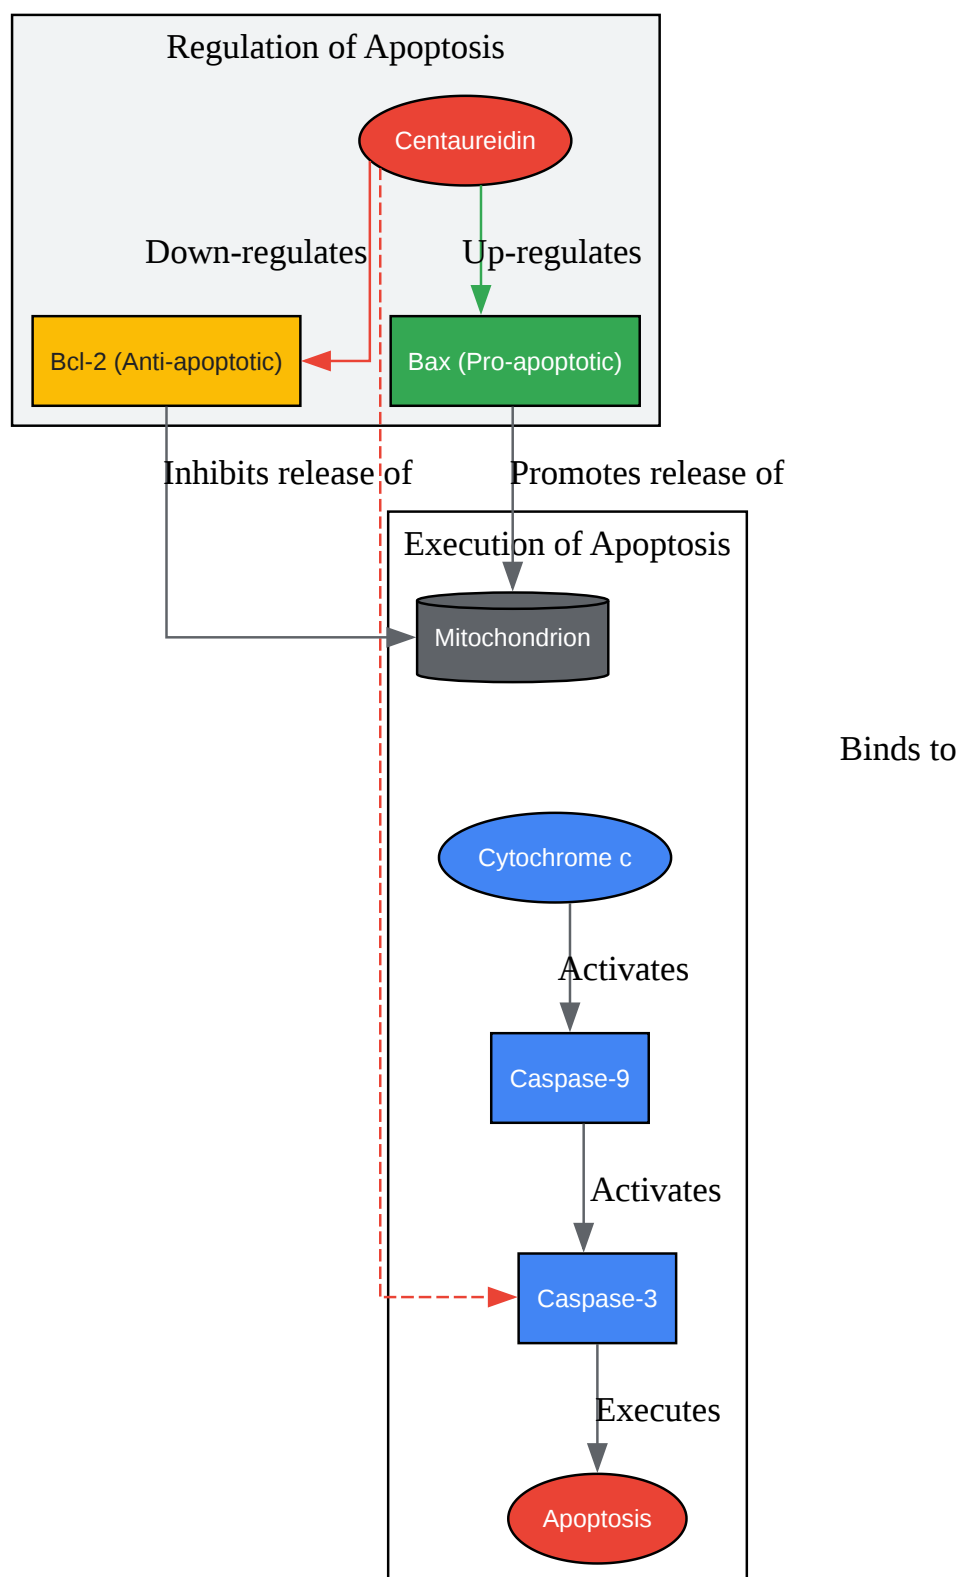 Regulation of Apoptosis
Centaureidin
Down-regulates
Up-regulates
Bcl-2 (Anti-apoptotic)
Bax (Pro-apoptotic)
Inhibits release of
Promotes release of
Execution of Apoptosis
Mitochondrion
Binds to
Cytochrome c
Activates
Caspase-9
Activates
Caspase-3
Executes
Apoptosis